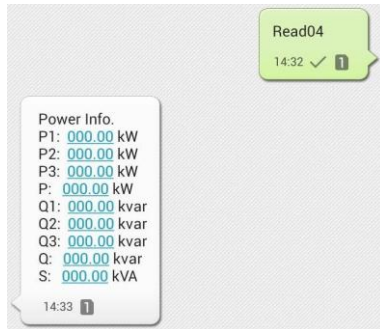 Read04
14:32 ✓ 1
Power Info.
P1: 000.00 kW
P2: 000.00 kW
P3: 000.00 kW
P: 000.00 kW
Q1: 000.00 kvar
Q2: 000.00 kvar
Q3: 000.00 kvar
Q: 000.00 kvar
S: 000.00 kVA
14:33 1